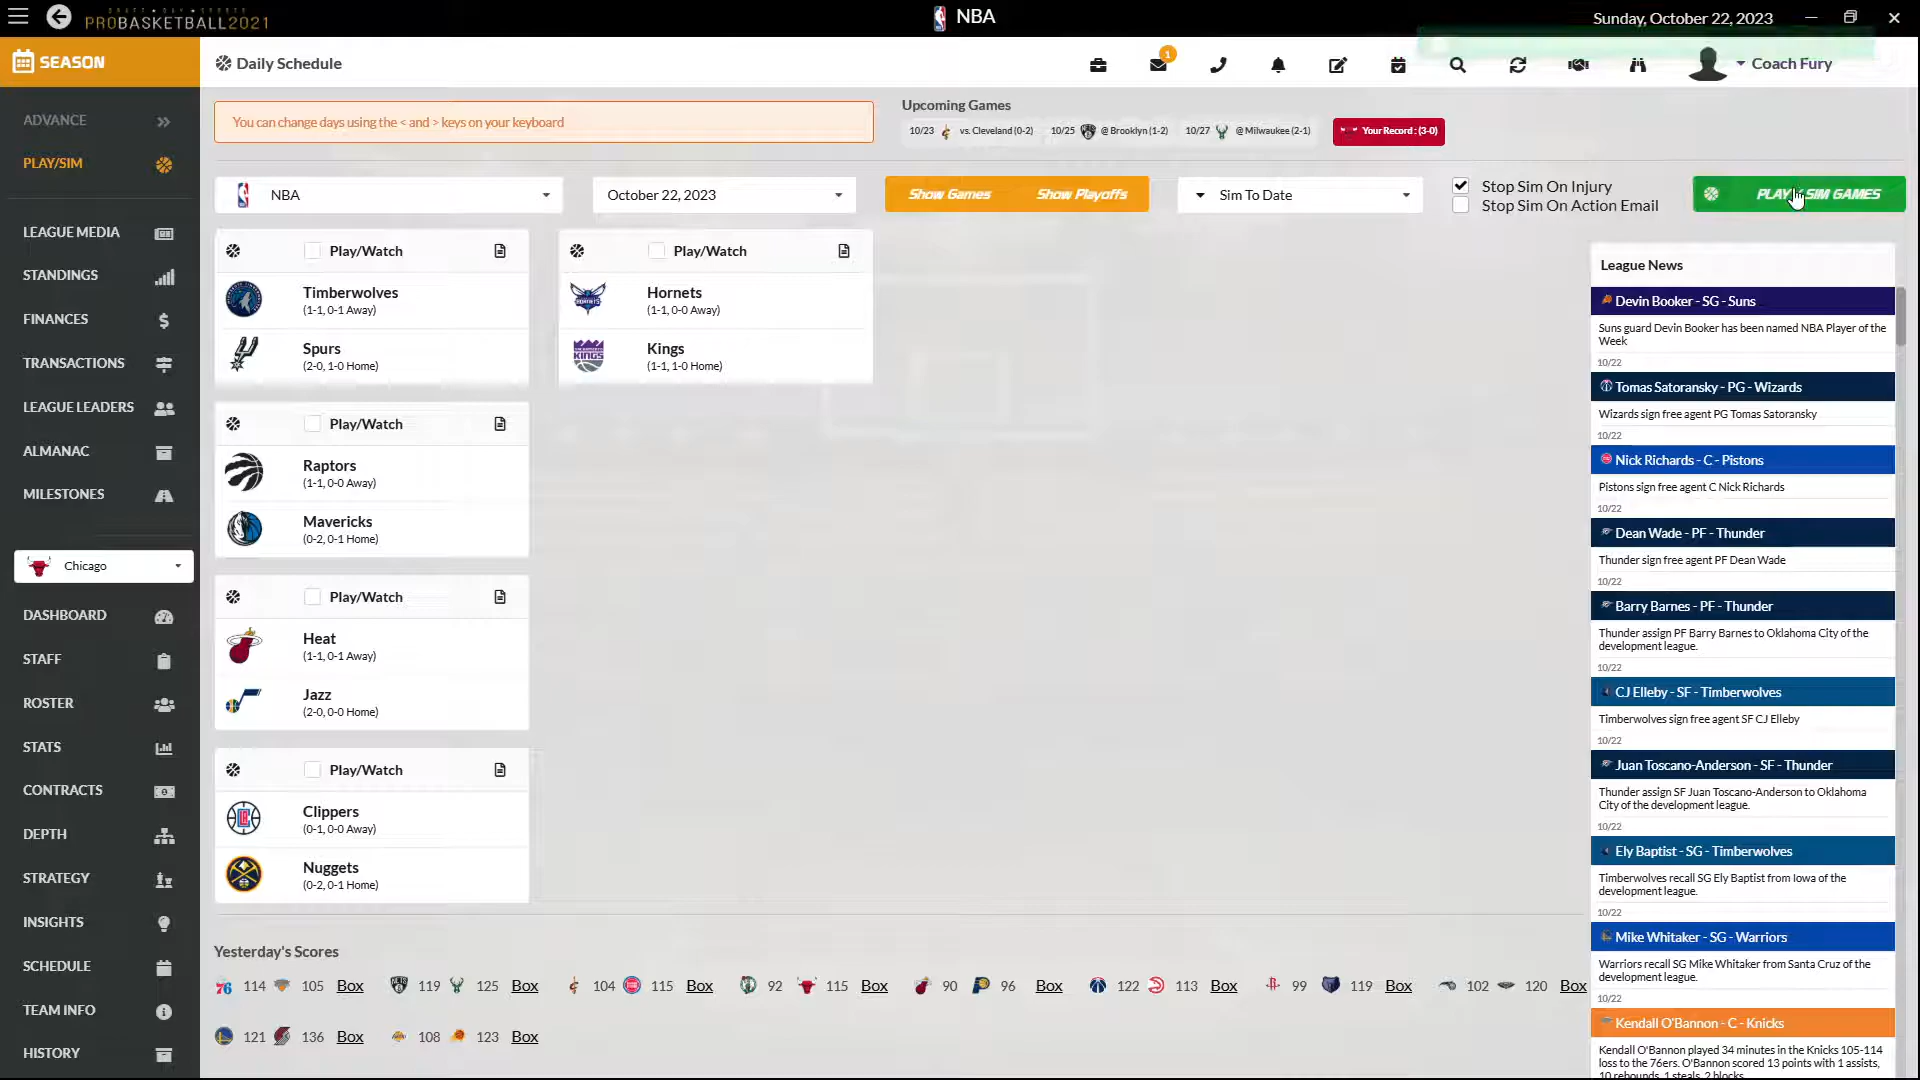 DRAFT DAY SPORTS
PROBASKETBALL2021
NBA
Sunday, October 22, 2023
SEASON
Daily Schedule
1
Coach Fury
ADVANCE
PLAY/SIM
LEAGUE MEDIA
STANDINGS
FINANCES
TRANSACTIONS
LEAGUE LEADERS
ALMANAC
MILESTONES
Chicago
DASHBOARD
STAFF
ROSTER
STATS
CONTRACTS
DEPTH
STRATEGY
INSIGHTS
SCHEDULE
TEAM INFO
HISTORY
You can change days using the < and > keys on your keyboard
Upcoming Games
10/23 vs. Cleveland (0-2) 10/25 @ Brooklyn (1-2) 10/27 @ Milwaukee (2-1) Your Record : (3-0)
NBA
October 22, 2023
Show Games Show Playoffs
Sim To Date
Stop Sim On Injury
Stop Sim On Action Email
PLAY SIM GAMES
Play/Watch
Timberwolves
(1-1, 0-1 Away)
Spurs
(2-0, 1-0 Home)
Play/Watch
Hornets
(1-1, 0-0 Away)
Kings
(1-1, 1-0 Home)
Play/Watch
Raptors
(1-1, 0-0 Away)
Mavericks
(0-2, 0-1 Home)
Play/Watch
Heat
(1-1, 0-1 Away)
Jazz
(2-0, 0-0 Home)
Play/Watch
Clippers
(0-1, 0-0 Away)
Nuggets
(0-2, 0-1 Home)
Yesterday's Scores
114 105 Box 119 125 Box 104 115 Box 92 115 Box 90 96 Box 122 113 Box 99 119 Box 102 120 Box
121 136 Box 108 123 Box
League News
Devin Booker - SG - Suns
Suns guard Devin Booker has been named NBA Player of the
Week
10/22
Tomas Satoransky - PG - Wizards
Wizards sign free agent PG Tomas Satoransky
10/22
Nick Richards - C - Pistons
Pistons sign free agent C Nick Richards
10/22
Dean Wade - PF - Thunder
Thunder sign free agent PF Dean Wade
10/22
Barry Barnes - PF - Thunder
Thunder assign PF Barry Barnes to Oklahoma City of the
development league.
10/22
CJ Elleby - SF - Timberwolves
Timberwolves sign free agent SF CJ Elleby
10/22
Juan Toscano-Anderson - SF - Thunder
Thunder assign SF Juan Toscano-Anderson to Oklahoma
City of the development league.
10/22
Ely Baptist - SG - Timberwolves
Timberwolves recall SG Ely Baptist from Iowa of the
development league.
10/22
Mike Whitaker - SG - Warriors
Warriors recall SG Mike Whitaker from Santa Cruz of the
development league.
10/22
Kendall O'Bannon - C - Knicks
Kendall O'Bannon played 34 minutes in the Knicks 105-114
loss to the 76ers. O'Bannon scored 13 points with 1 assists,
10 rebounds, 1 steals, 2 blocks